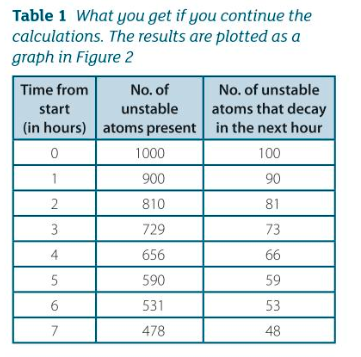 Table 1 What you get if you continue the
calculations. The results are plotted as a
graph in Figure 2
Time from start (in hours) No. of unstable atoms present No. of unstable atoms that decay in the next hour
0 1000 100
1 900 90
2 810 81
3 729 73
4 656 66
5 590 59
6 531 53
7 478 48